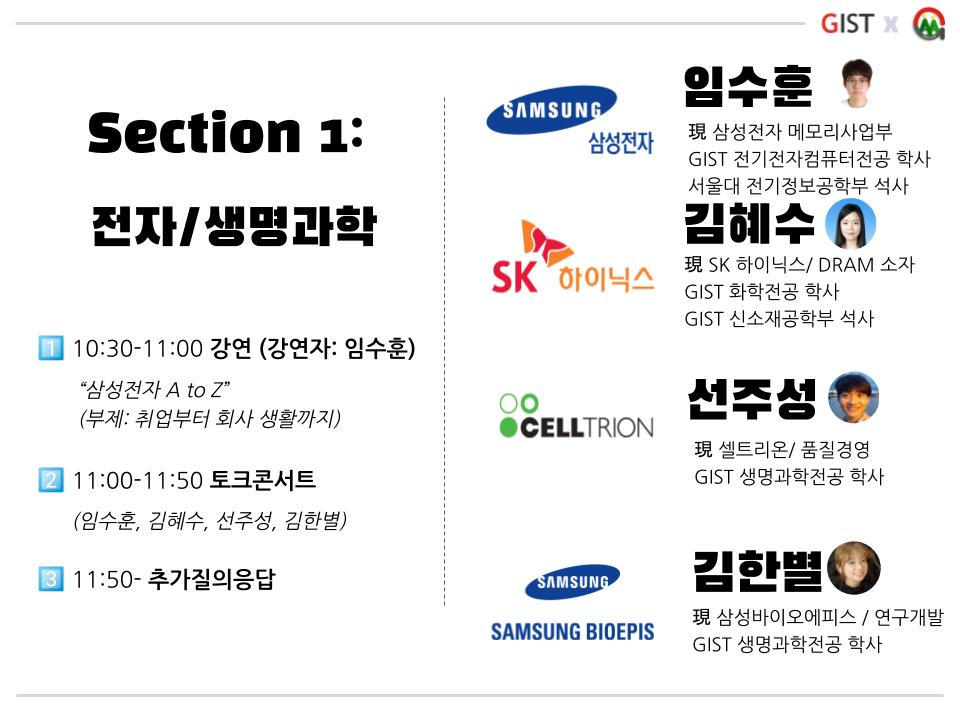 GIST x
Section 1:
전자/생명과학
1 10:30-11:00 강연 (강연자: 임수훈)
“삼성전자 A to Z”
(부제: 취업부터 회사 생활까지)
2 11:00-11:50 토크콘서트
(임수훈, 김혜수, 선주성, 김한별)
3 11:50- 추가질의응답
SAMSUNG
삼성전자
임수훈
現 삼성전자 메모리사업부
GIST 전기전자컴퓨터전공 학사
서울대 전기정보공학부 석사
SK 하이닉스
김혜수
現 SK 하이닉스/ DRAM 소자
GIST 화학전공 학사
GIST 신소재공학부 석사
CELLTRION
선주성
現 셀트리온/ 품질경영
GIST 생명과학전공 학사
SAMSUNG
SAMSUNG BIOEPIS
김한별
現 삼성바이오에피스 / 연구개발
GIST 생명과학전공 학사